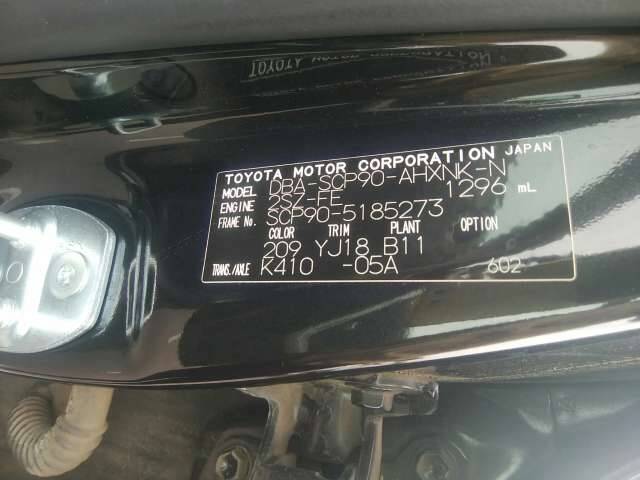 TOYOTA MOTOR CORPORATION JAPAN
MODEL DBA-SCP90-AHXNK-N
ENGINE 2SZ-FE 1296 mL
FRAME No. SCP90-5185273
COLOR TRIM PLANT
209 YJ18 B11
TRANS./AXLE K410 -05A 602